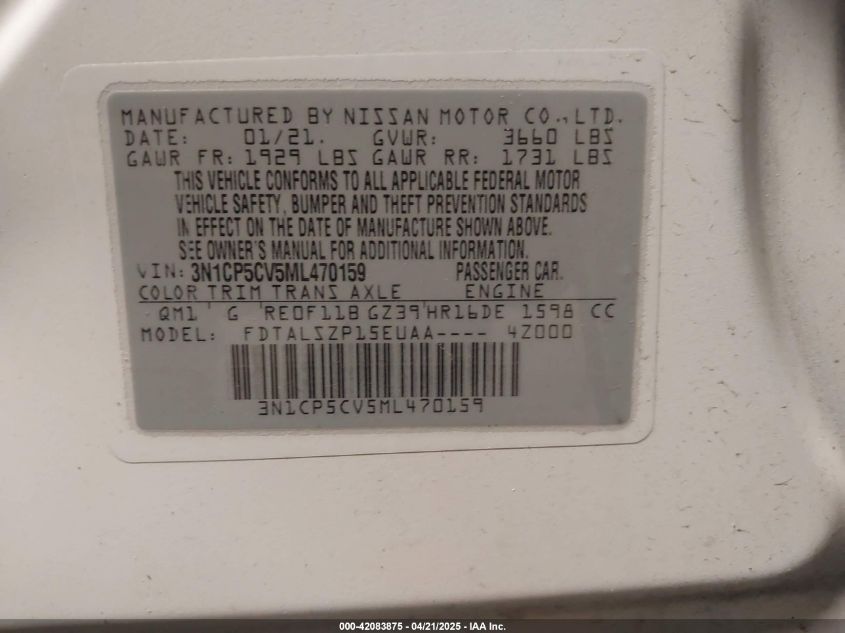 MANUFACTURED BY NISSAN MOTOR CO.,LTD.
DATE: 01/21. GVWR: 3660 LBS
GAWR FR: 1929 LBS GAWR RR: 1731 LBS
THIS VEHICLE CONFORMS TO ALL APPLICABLE FEDERAL MOTOR
VEHICLE SAFETY, BUMPER AND THEFT PREVENTION STANDARDS
IN EFFECT ON THE DATE OF MANUFACTURE SHOWN ABOVE.
SEE OWNER'S MANUAL FOR ADDITIONAL INFORMATION.
VIN: 3N1CP5CV5ML470159 PASSENGER CAR.
COLOR TRIM TRANS AXLE ENGINE
QM1 ' G 'RE0F11B GZ39'HR16DE 1598 CC
MODEL: FDTALSZP15EUAA---- 4Z000
3N1CP5CV5ML470159
000-42083875 04/21/2025 - IAA Inc.